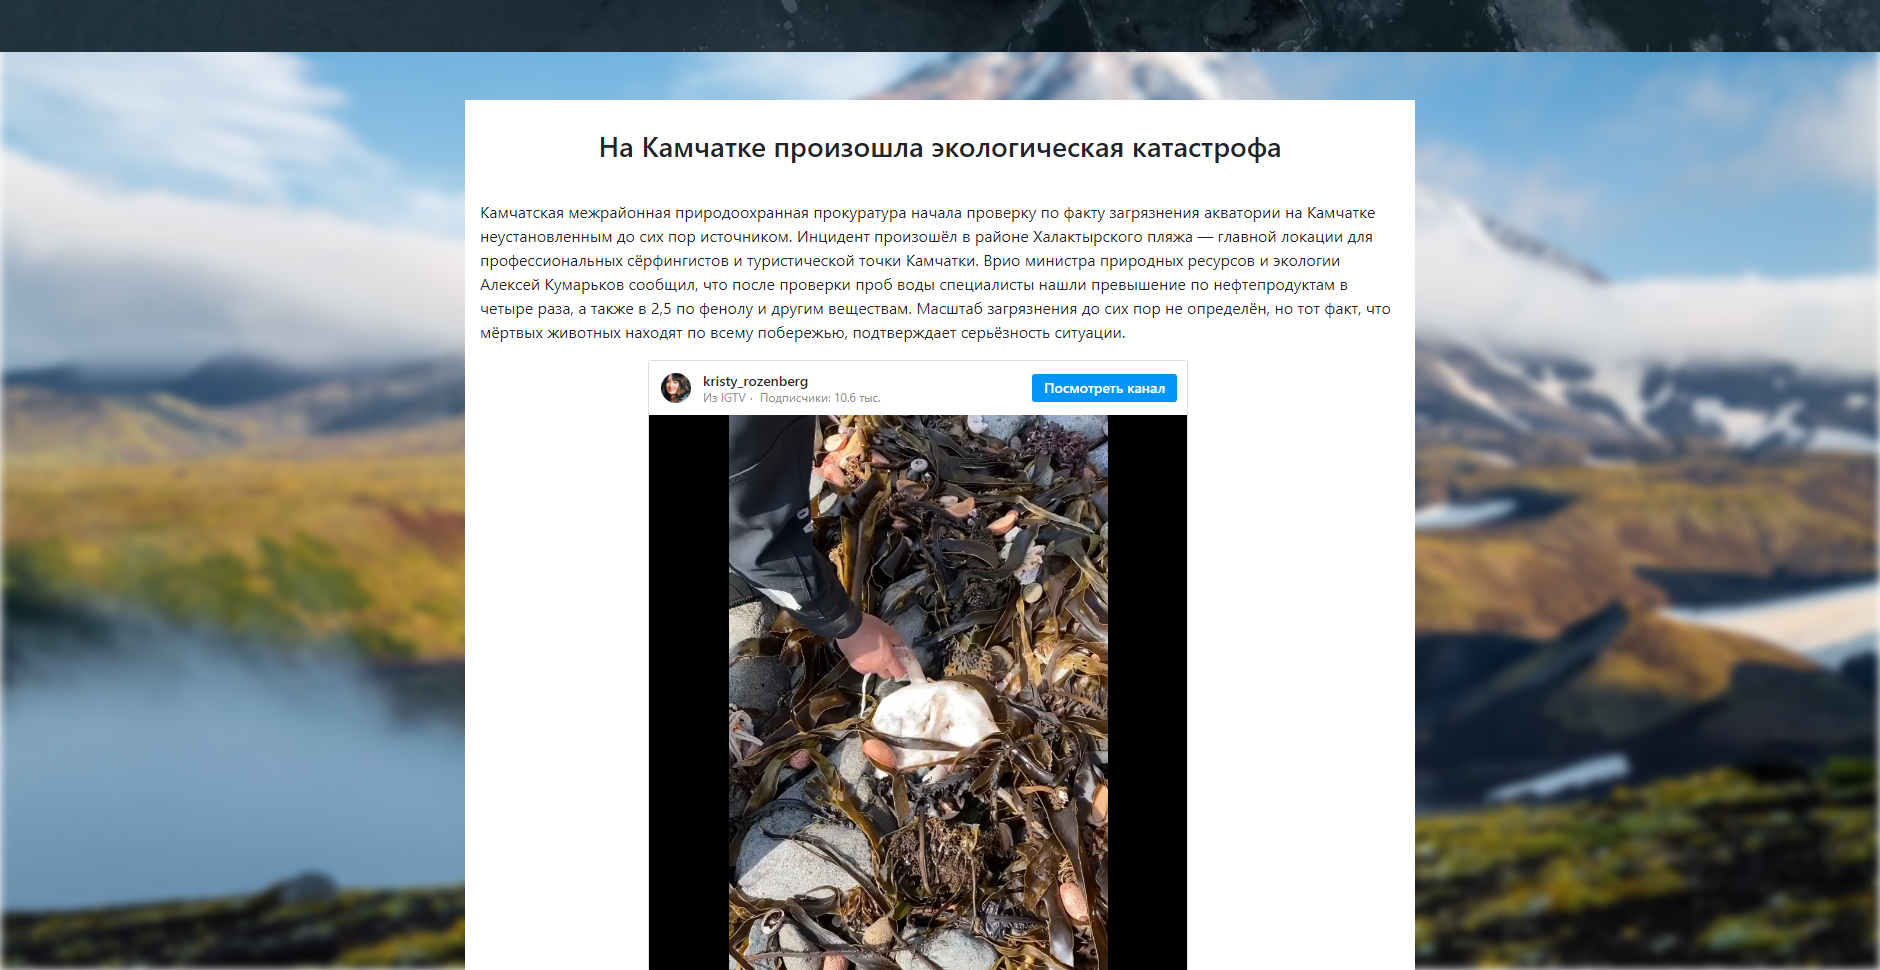 На Камчатке произошла экологическая катастрофа
Камчатская межрайонная природоохранная прокуратура начала проверку по факту загрязнения акватории на Камчатке
неустановленным до сих пор источником. Инцидент произошёл в районе Халактырского пляжа — главной локации для
профессиональных сёрфингистов и туристической точки Камчатки. Врио министра природных ресурсов и экологии
Алексей Кумарьков сообщил, что после проверки проб воды специалисты нашли превышение по нефтепродуктам в
четыре раза, а также в 2,5 по фенолу и другим веществам. Масштаб загрязнения до сих пор не определён, но тот факт, что
мёртвых животных находят по всему побережью, подтверждает серьёзность ситуации.
kristy_rozenberg
Из IGTV · Подписчики: 10.6 тыс.
Посмотреть канал